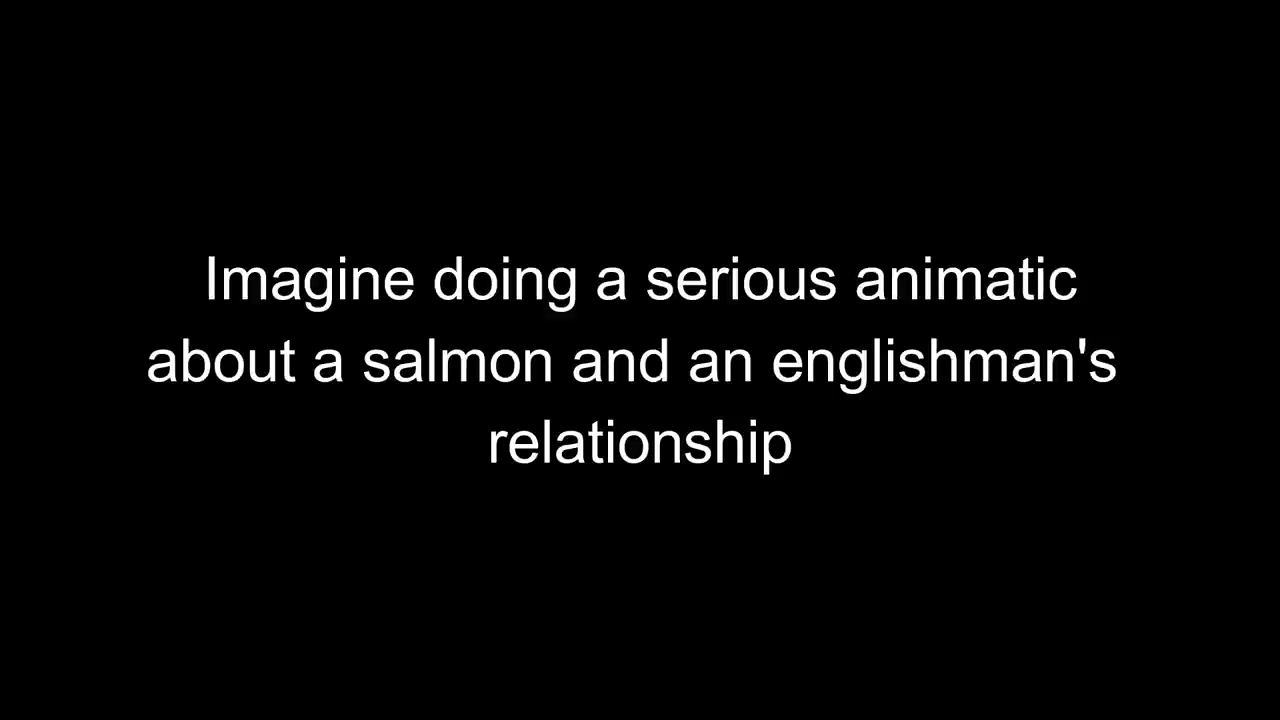 Imagine doing a serious animatic
about a salmon and an englishman's
relationship